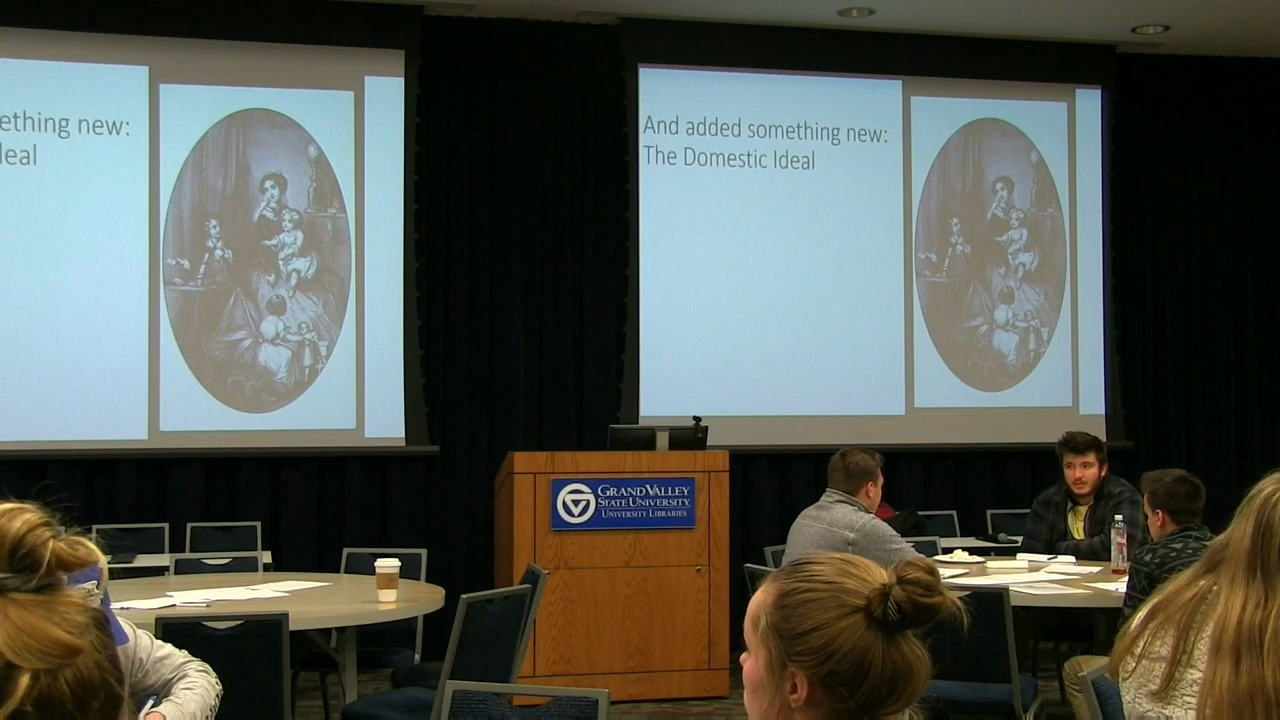 ething new:
deal
And added something new:
The Domestic Ideal
GRAND VALLEY
STATE UNIVERSITY
UNIVERSITY LIBRARIES